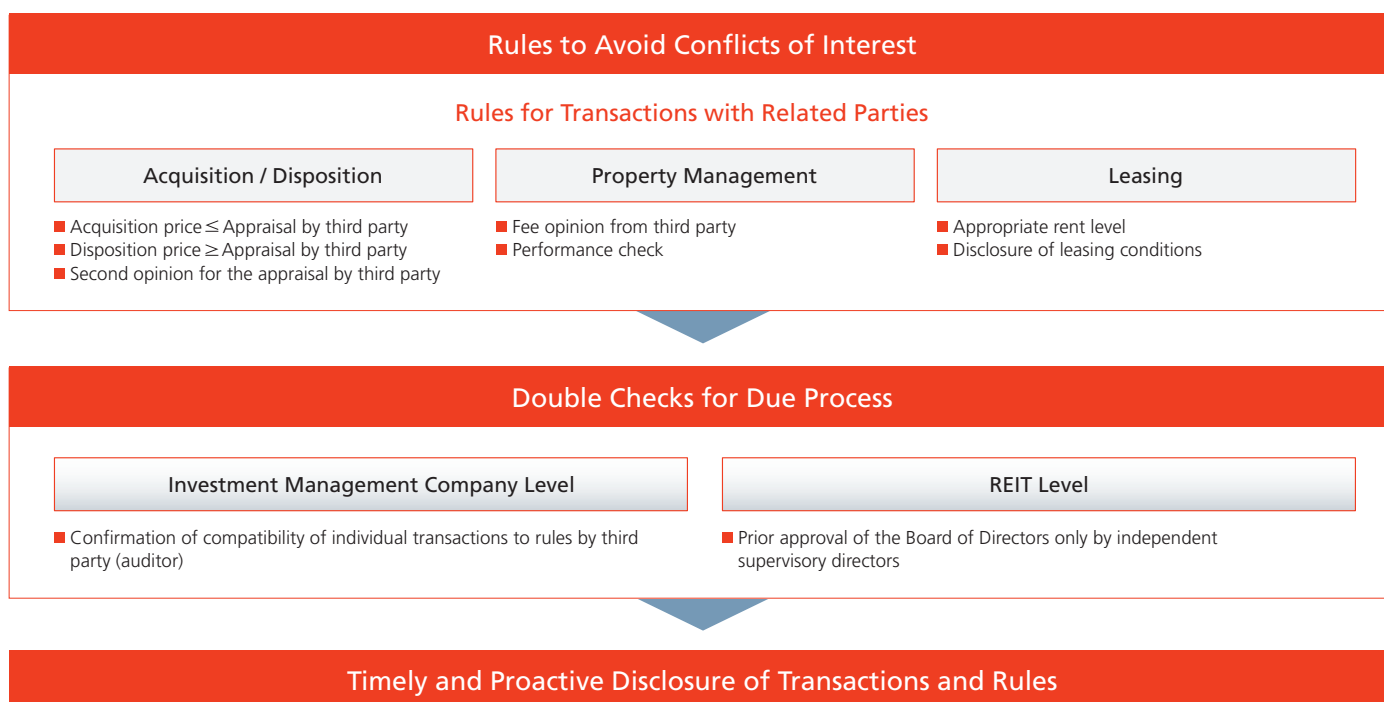 Rules to Avoid Conflicts of Interest
Rules for Transactions with Related Parties
Acquisition / Disposition
■ Acquisition price ≤ Appraisal by third party
■ Disposition price ≥ Appraisal by third party
■ Second opinion for the appraisal by third party
Property Management
■ Fee opinion from third party
■ Performance check
Leasing
■ Appropriate rent level
■ Disclosure of leasing conditions
Double Checks for Due Process
Investment Management Company Level
■ Confirmation of compatibility of individual transactions to rules by third
party (auditor)
REIT Level
■ Prior approval of the Board of Directors only by independent
supervisory directors
Timely and Proactive Disclosure of Transactions and Rules